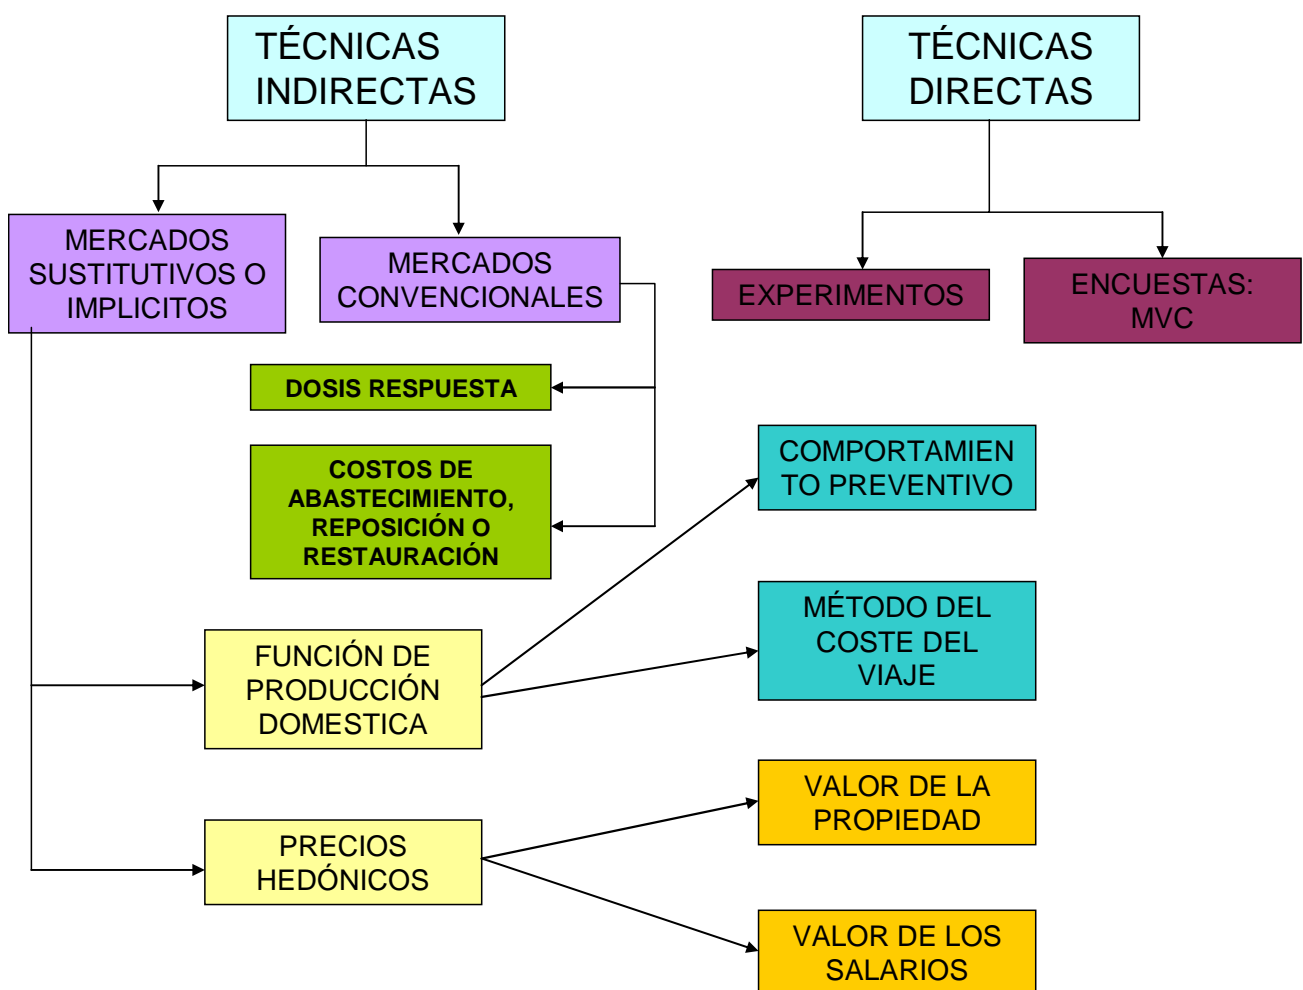 TÉCNICAS
INDIRECTAS
TÉCNICAS
DIRECTAS
MERCADOS
SUSTITUTIVOS O
IMPLICITOS
MERCADOS
CONVENCIONALES
EXPERIMENTOS
ENCUESTAS:
MVC
DOSIS RESPUESTA
COSTOS DE
ABASTECIMIENTO,
REPOSICIÓN O
RESTAURACIÓN
COMPORTAMIEN
TO PREVENTIVO
FUNCIÓN DE
PRODUCCIÓN
DOMESTICA
MÉTODO DEL
COSTE DEL
VIAJE
PRECIOS
HEDÓNICOS
VALOR DE LA
PROPIEDAD
VALOR DE LOS
SALARIOS